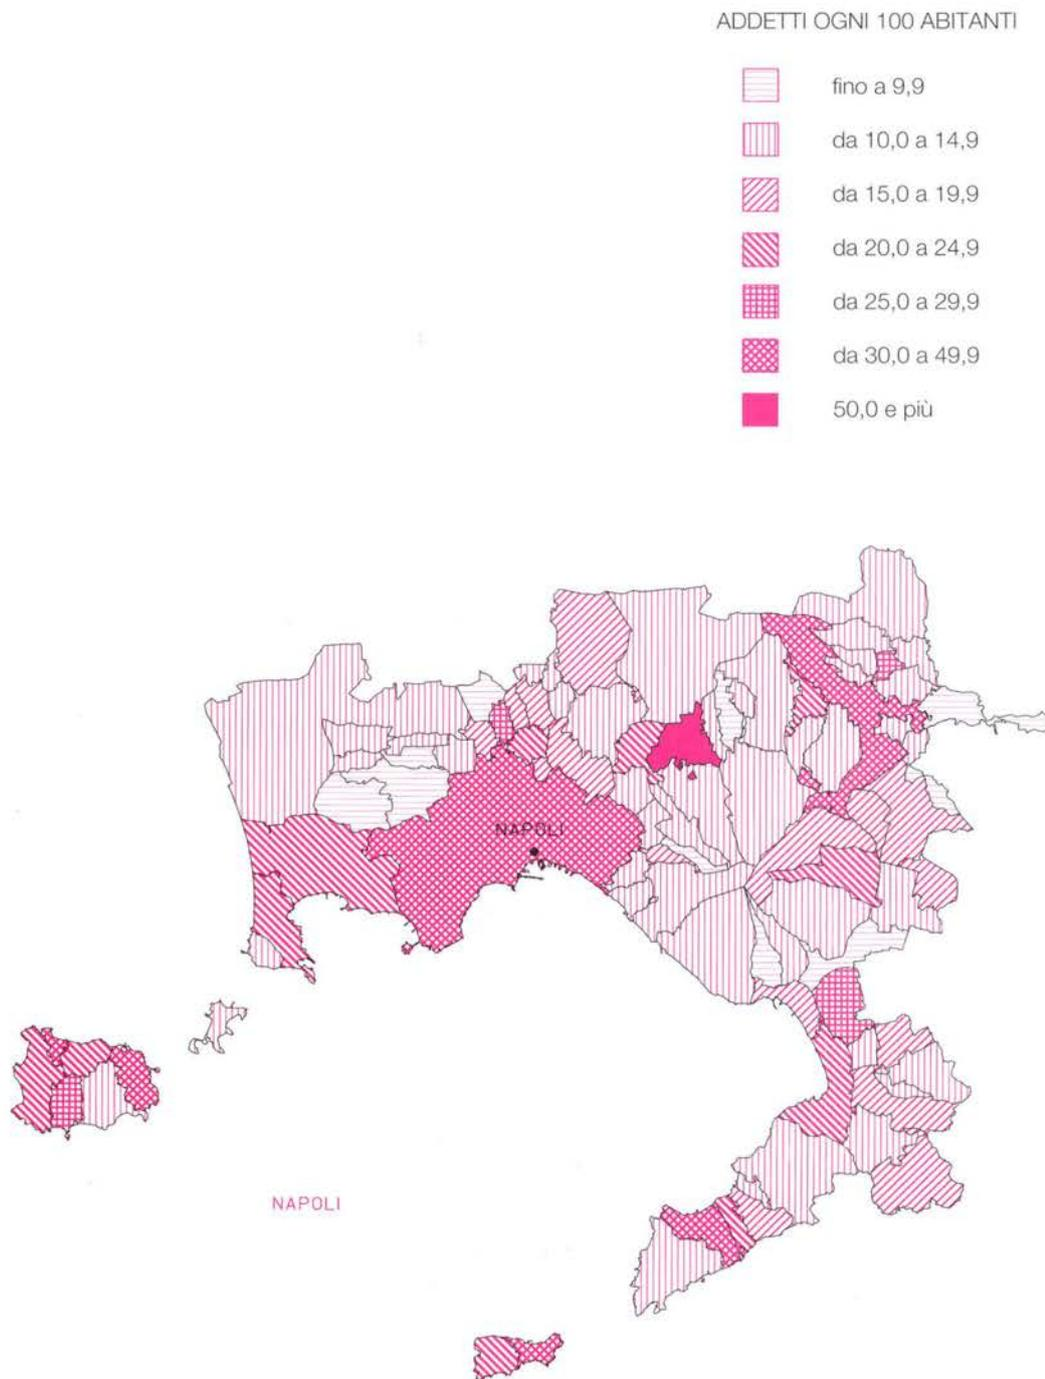 ADDETTI OGNI 100 ABITANTI
fino a 9,9
da 10,0 a 14,9
da 15,0 a 19,9
da 20,0 a 24,9
da 25,0 a 29,9
da 30,0 a 49,9
50,0 e più
NAPOLI
NAPOLI